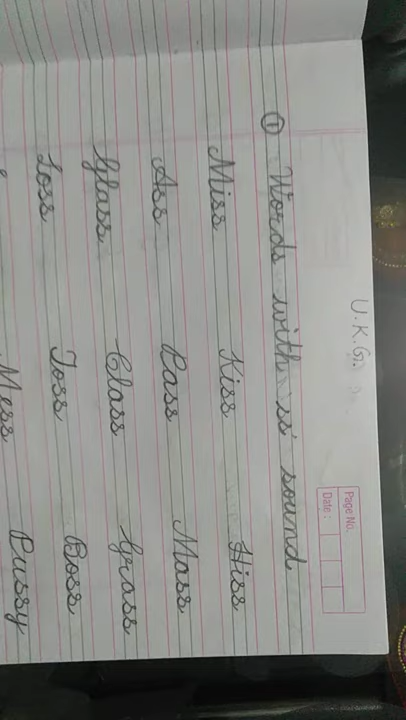 U.K.G.
Page No.
Date:
① Words with 'ss' sound
Miss Kiss Hiss
Ass Pass Mass
Glass Class Grass
Loss Toss Boss
Mess Pussy